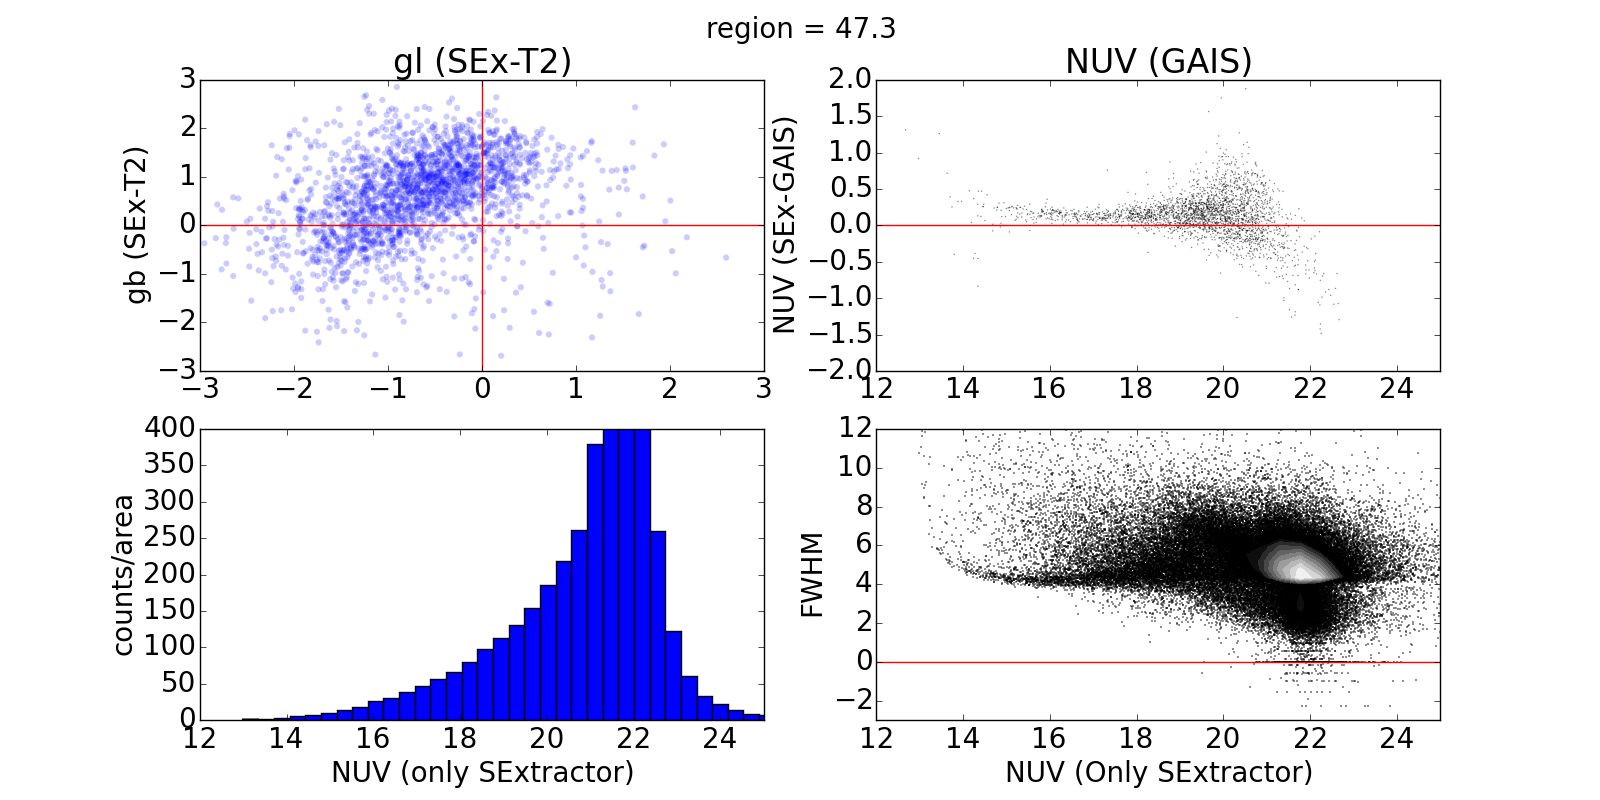 region = 47.3
gl (SEx-T2)
NUV (GAIS)
gb (SEx-T2)
3
2
1
0
−1
−2
−3
−3 −2 −1 0 1 2 3
NUV (SEx-GAIS)
2.0
1.5
1.0
0.5
0.0
−0.5
−1.0
−1.5
−2.0
12 14 16 18 20 22 24
counts/area
400
350
300
250
200
150
100
50
0
12 14 16 18 20 22 24
NUV (only SExtractor)
FWHM
12
10
8
6
4
2
0
−2
12 14 16 18 20 22 24
NUV (Only SExtractor)